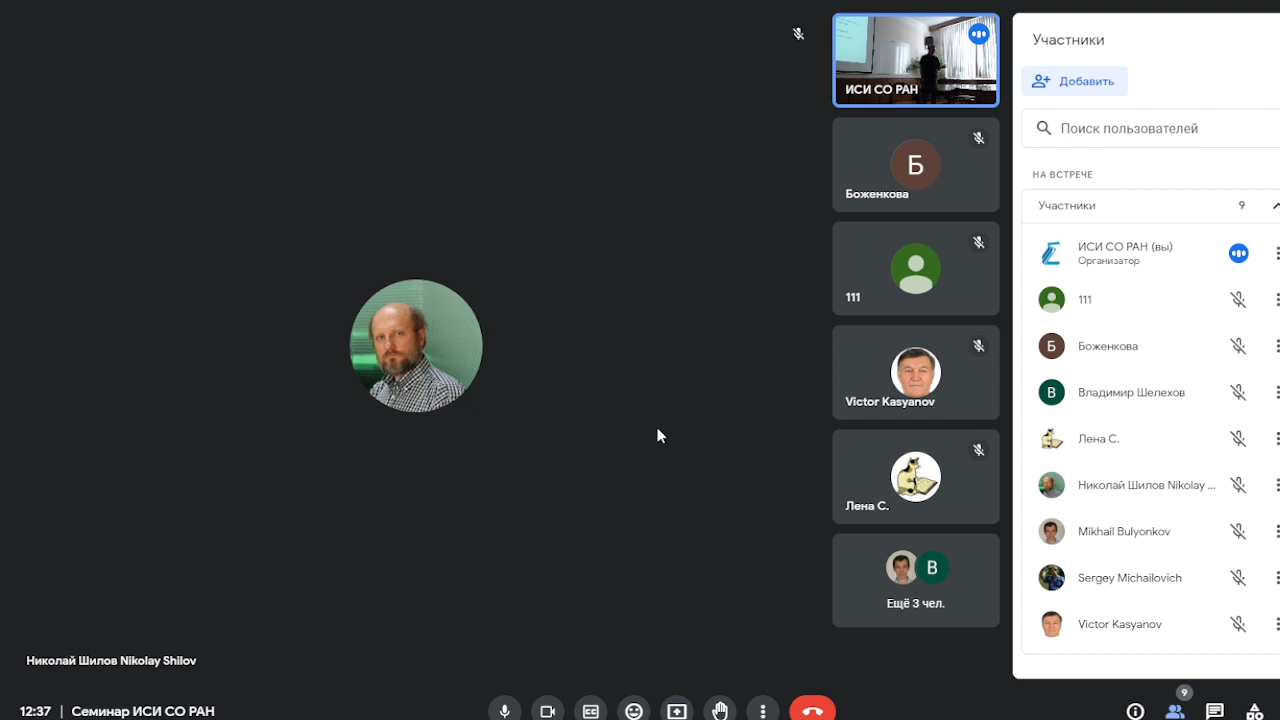 ИСИ СО РАН
Б
Боженкова
111
Victor Kasyanov
Лена С.
В
Ещё 3 чел.
Николай Шилов Nikolay Shilov
12:37 | Семинар ИСИ СО РАН
Участники
Добавить
Поиск пользователей
НА ВСТРЕЧЕ
Участники 9
ИСИ СО РАН (вы)
Организатор
111
Б Боженкова
В Владимир Шелехов
Лена С.
Николай Шилов Nikolay ...
Mikhail Bulyonkov
Sergey Michailovich
Victor Kasyanov
9